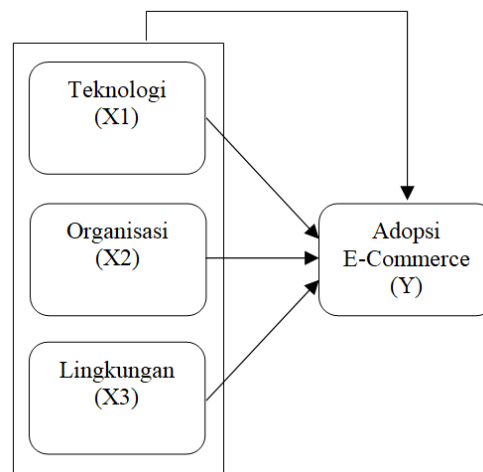 Teknologi
(X1)
Organisasi
(X2)
Lingkungan
(X3)
Adopsi
E-Commerce
(Y)